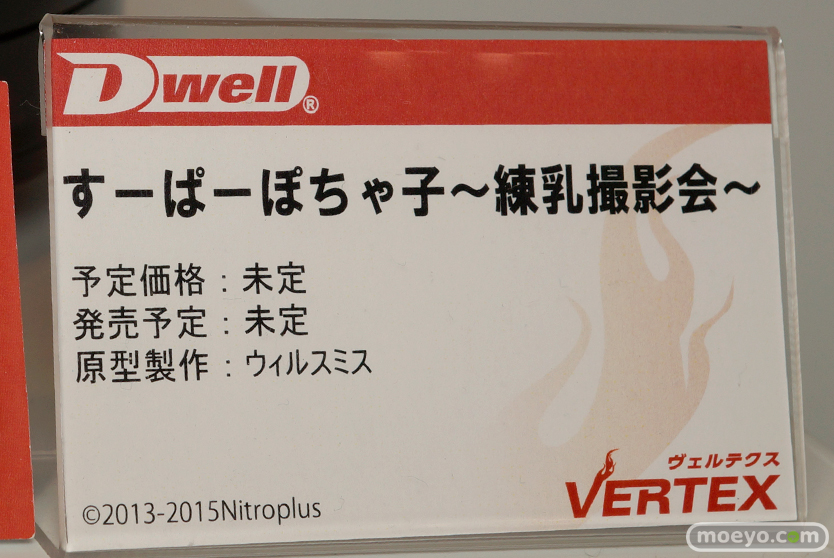 Dwell®
すーぱーぽちゃ子〜練乳撮影会〜
予定価格：未定
発売予定：未定
原型製作：ウィルスミス
ヴェルテクス
VERTEX
©2013-2015Nitroplus
moeyo.com